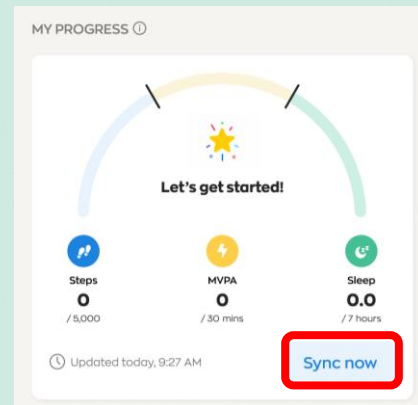 MY PROGRESS
Let's get started!
Steps MVPA Sleep
0 0 0.0
/ 5,000 / 30 mins / 7 hours
Updated today, 9:27 AM Sync now